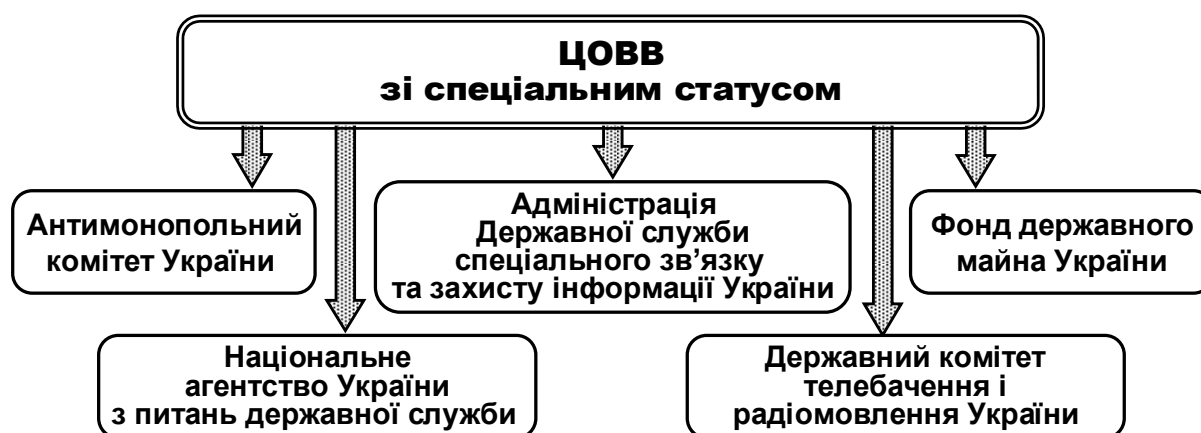 ЦОВВ
зі спеціальним статусом
Антимонопольний
комітет України
Адміністрація
Державної служби
спеціального зв’язку
та захисту інформації України
Фонд державного
майна України
Національне
агентство України
з питань державної служби
Державний комітет
телебачення і
радіомовлення України